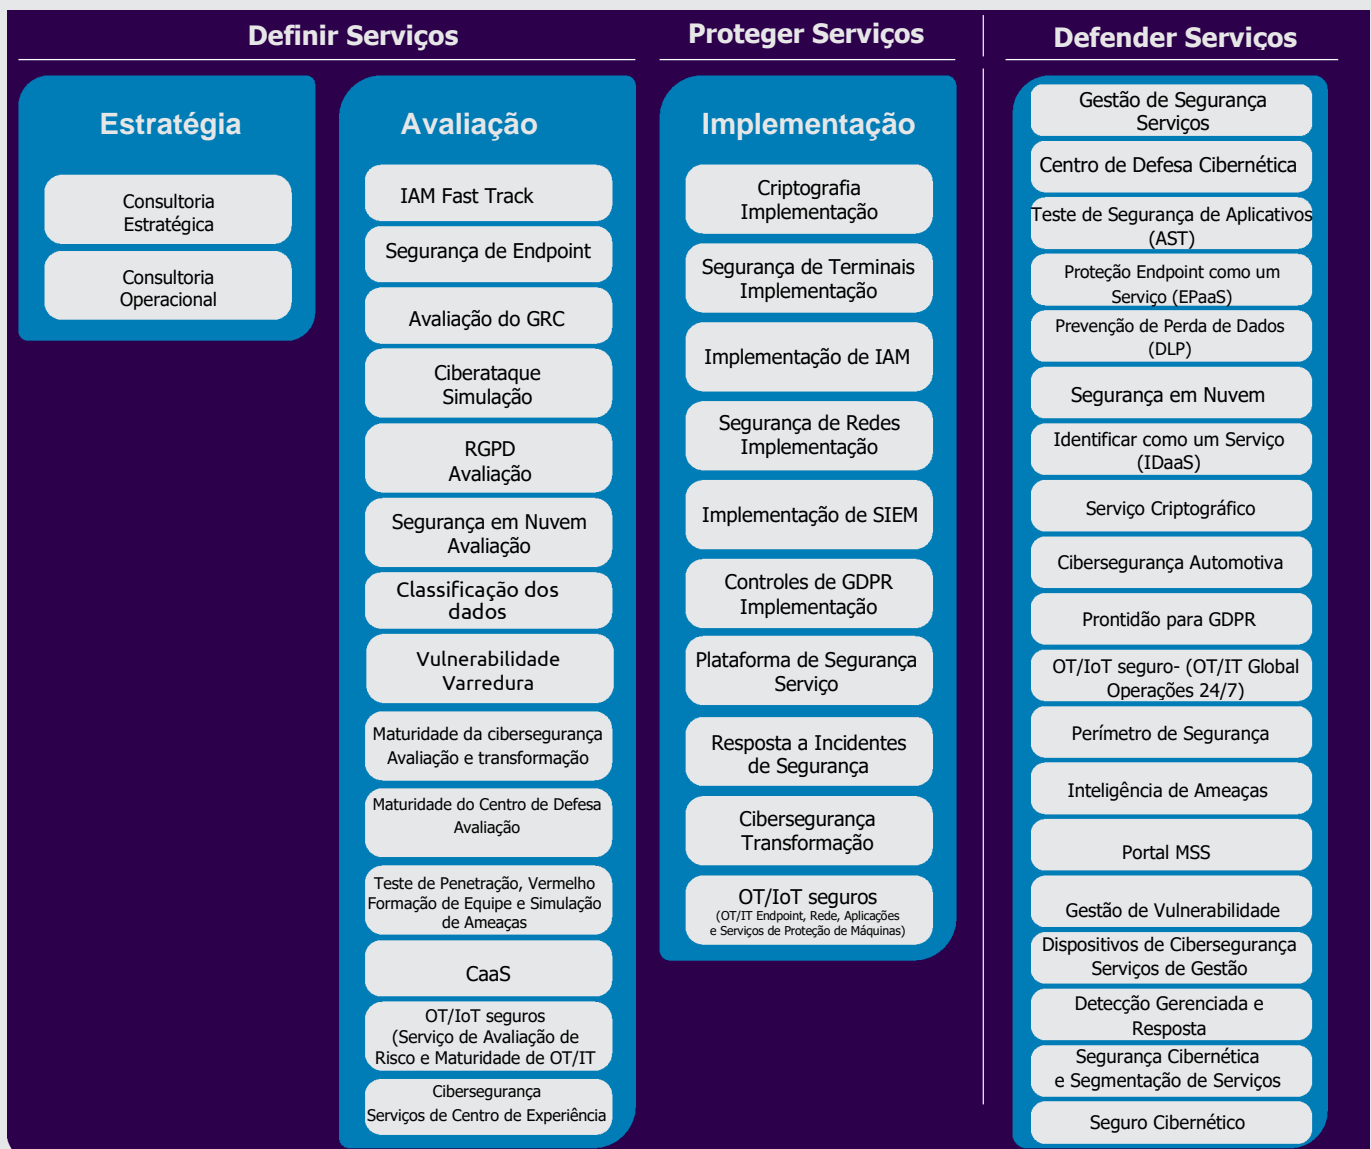 Definir Serviços
Estratégia
Consultoria
Estratégica
Consultoria
Operacional
Avaliação
IAM Fast Track
Segurança de Endpoint
Avaliação do GRC
Ciberataque
Simulação
RGPD
Avaliação
Segurança em Nuvem
Avaliação
Classificação dos
dados
Vulnerabilidade
Varredura
Maturidade da cibersegurança
Avaliação e transformação
Maturidade do Centro de Defesa
Avaliação
Teste de Penetração, Vermelho
Formação de Equipe e Simulação
de Ameaças
CaaS
OT/IoT seguros
(Serviço de Avaliação de
Risco e Maturidade de OT/IT
Cibersegurança
Serviços de Centro de Experiência
Proteger Serviços
Implementação
Criptografia
Implementação
Segurança de Terminais
Implementação
Implementação de IAM
Segurança de Redes
Implementação
Implementação de SIEM
Controles de GDPR
Implementação
Plataforma de Segurança
Serviço
Resposta a Incidentes
de Segurança
Cibersegurança
Transformação
OT/IoT seguros
(OT/IT Endpoint, Rede, Aplicações
e Serviços de Proteção de Máquinas)
Defender Serviços
Gestão de Segurança
Serviços
Centro de Defesa Cibernética
Teste de Segurança de Aplicativos
(AST)
Proteção Endpoint como um
Serviço (EPaaS)
Prevenção de Perda de Dados
(DLP)
Segurança em Nuvem
Identificar como um Serviço
(IDaaS)
Serviço Criptográfico
Cibersegurança Automotiva
Prontidão para GDPR
OT/IoT seguro- (OT/IT Global
Operações 24/7)
Perímetro de Segurança
Inteligência de Ameaças
Portal MSS
Gestão de Vulnerabilidade
Dispositivos de Cibersegurança
Serviços de Gestão
Detecção Gerenciada e
Resposta
Segurança Cibernética
e Segmentação de Serviços
Seguro Cibernético